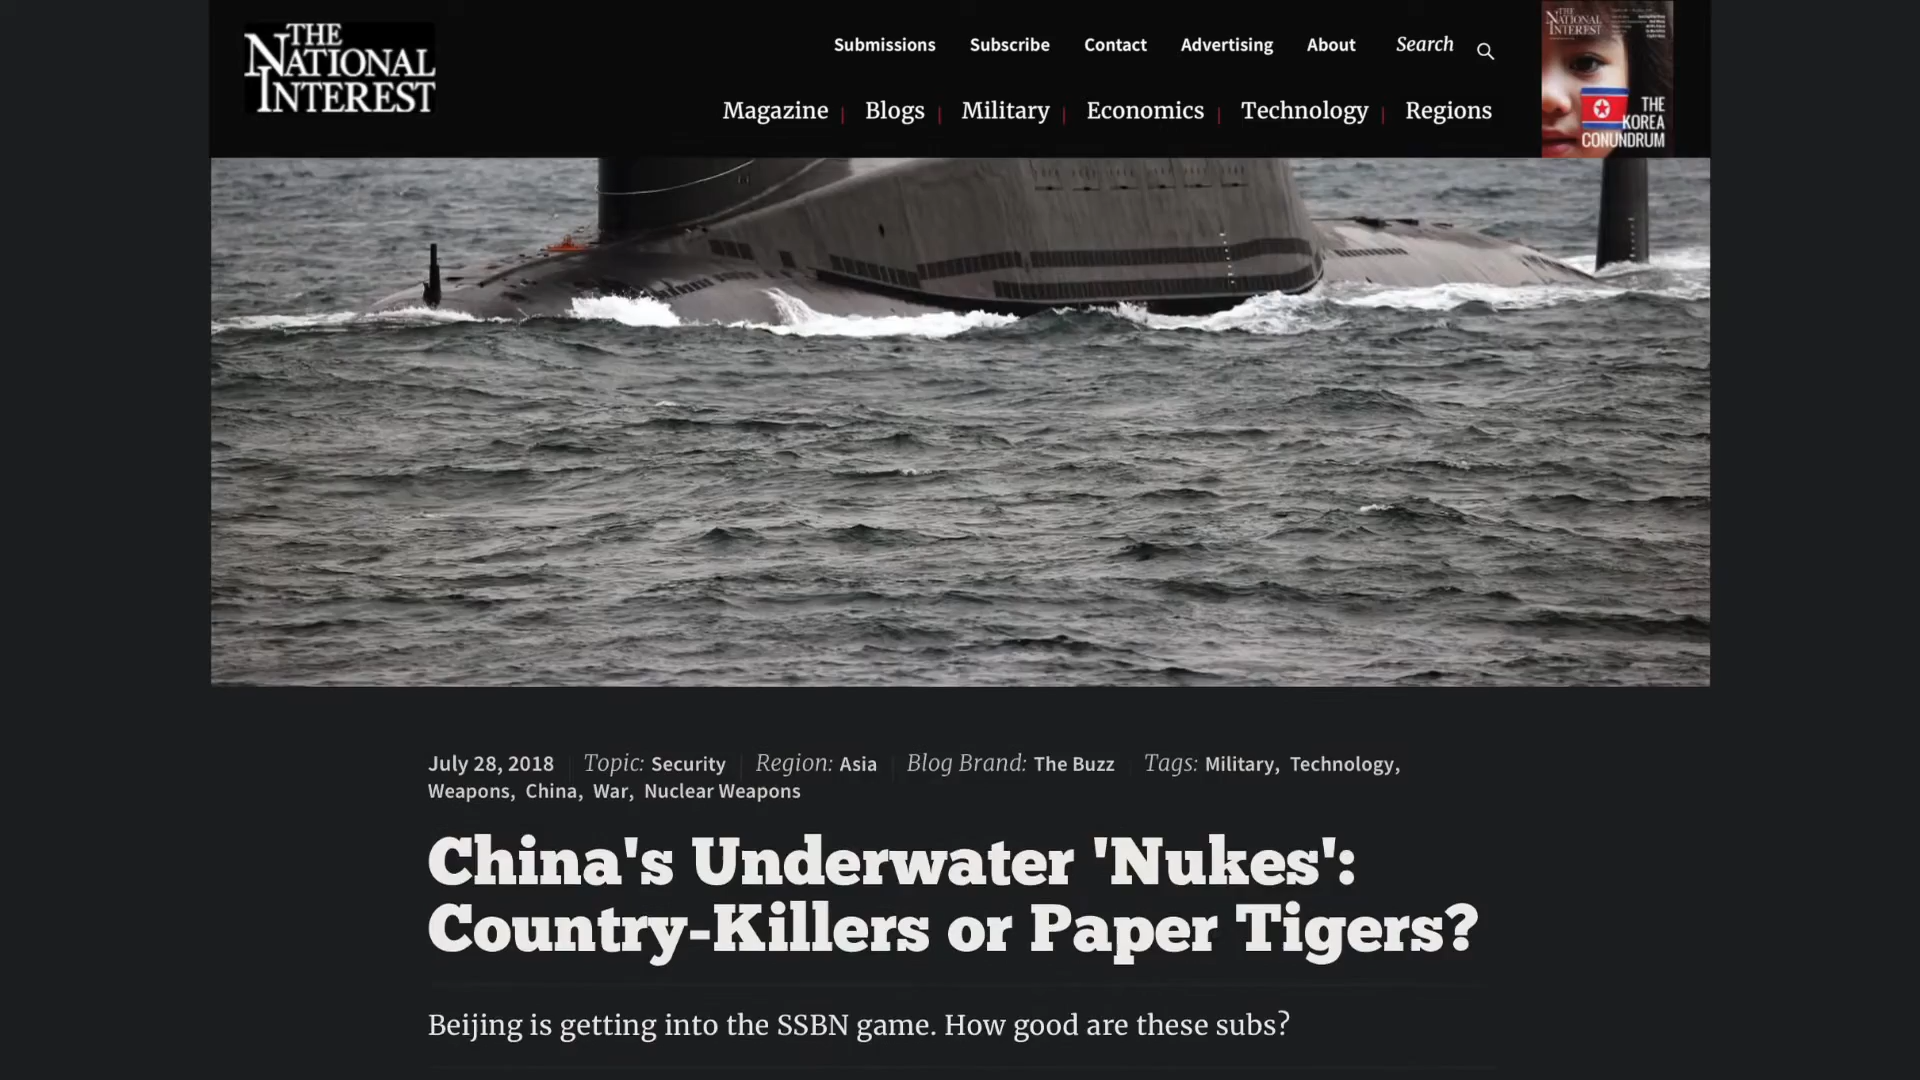 THE
NATIONAL
INTEREST
Submissions Subscribe Contact Advertising About Search
Magazine Blogs Military Economics Technology Regions
THE
NATIONAL
INTEREST
THE
KOREA
CONUNDRUM
July 28, 2018 Topic: Security Region: Asia Blog Brand: The Buzz Tags: Military, Technology,
Weapons, China, War, Nuclear Weapons
China's Underwater 'Nukes':
Country-Killers or Paper Tigers?
Beijing is getting into the SSBN game. How good are these subs?